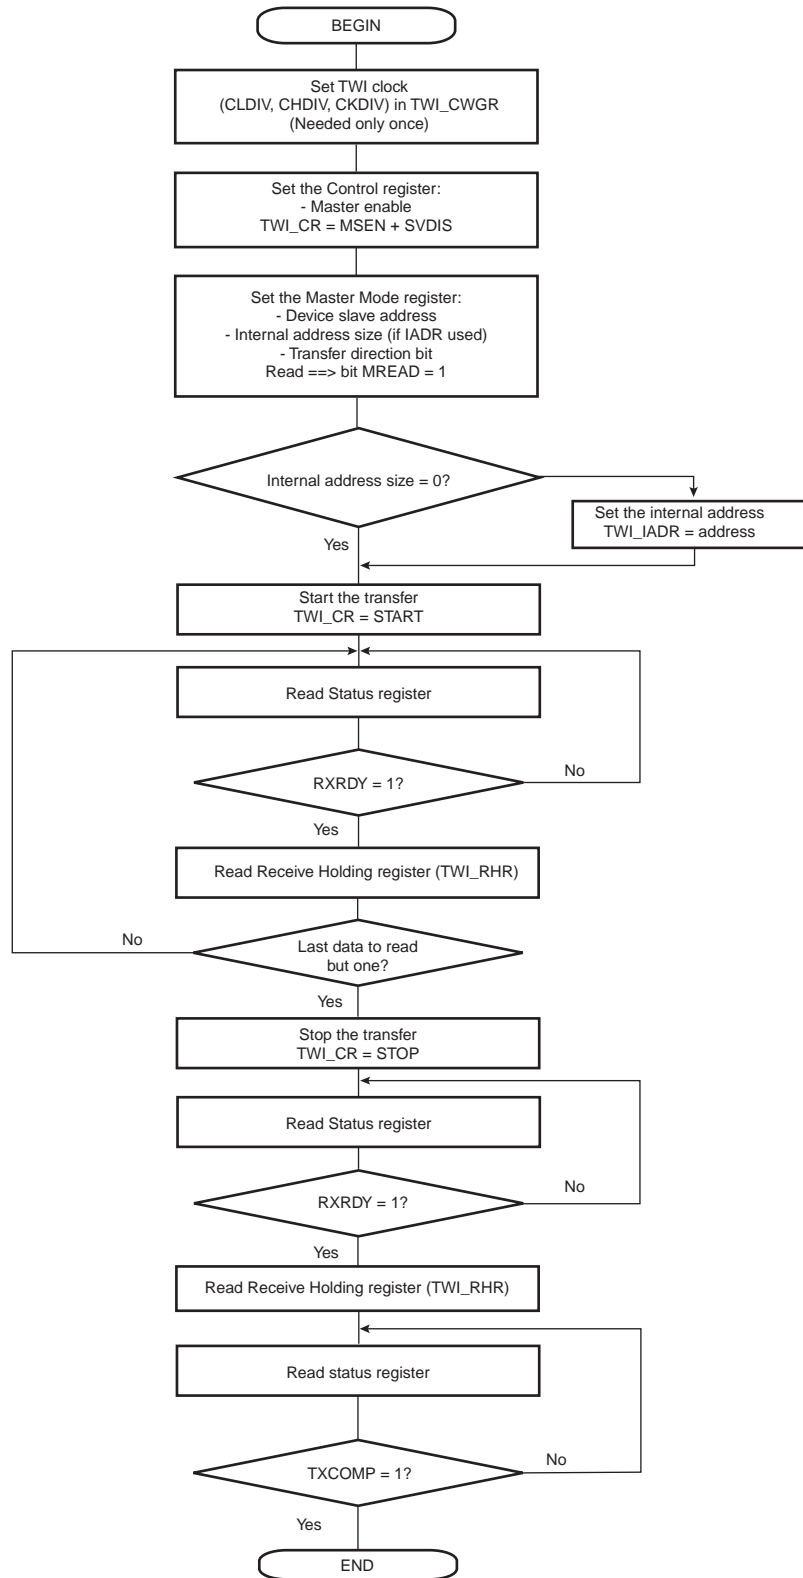 BEGIN
Set TWI clock
(CLDIV, CHDIV, CKDIV) in TWI_CWGR
(Needed only once)
Set the Control register:
- Master enable
TWI_CR = MSEN + SVDIS
Set the Master Mode register:
- Device slave address
- Internal address size (if IADR used)
- Transfer direction bit
Read ==> bit MREAD = 1
Internal address size = 0?
Set the internal address
TWI_IADR = address
Yes
Start the transfer
TWI_CR = START
Read Status register
RXRDY = 1?
No
Yes
Read Receive Holding register (TWI_RHR)
No
Last data to read
but one?
Yes
Stop the transfer
TWI_CR = STOP
Read Status register
RXRDY = 1?
No
Yes
Read Receive Holding register (TWI_RHR)
Read status register
TXCOMP = 1?
No
Yes
END